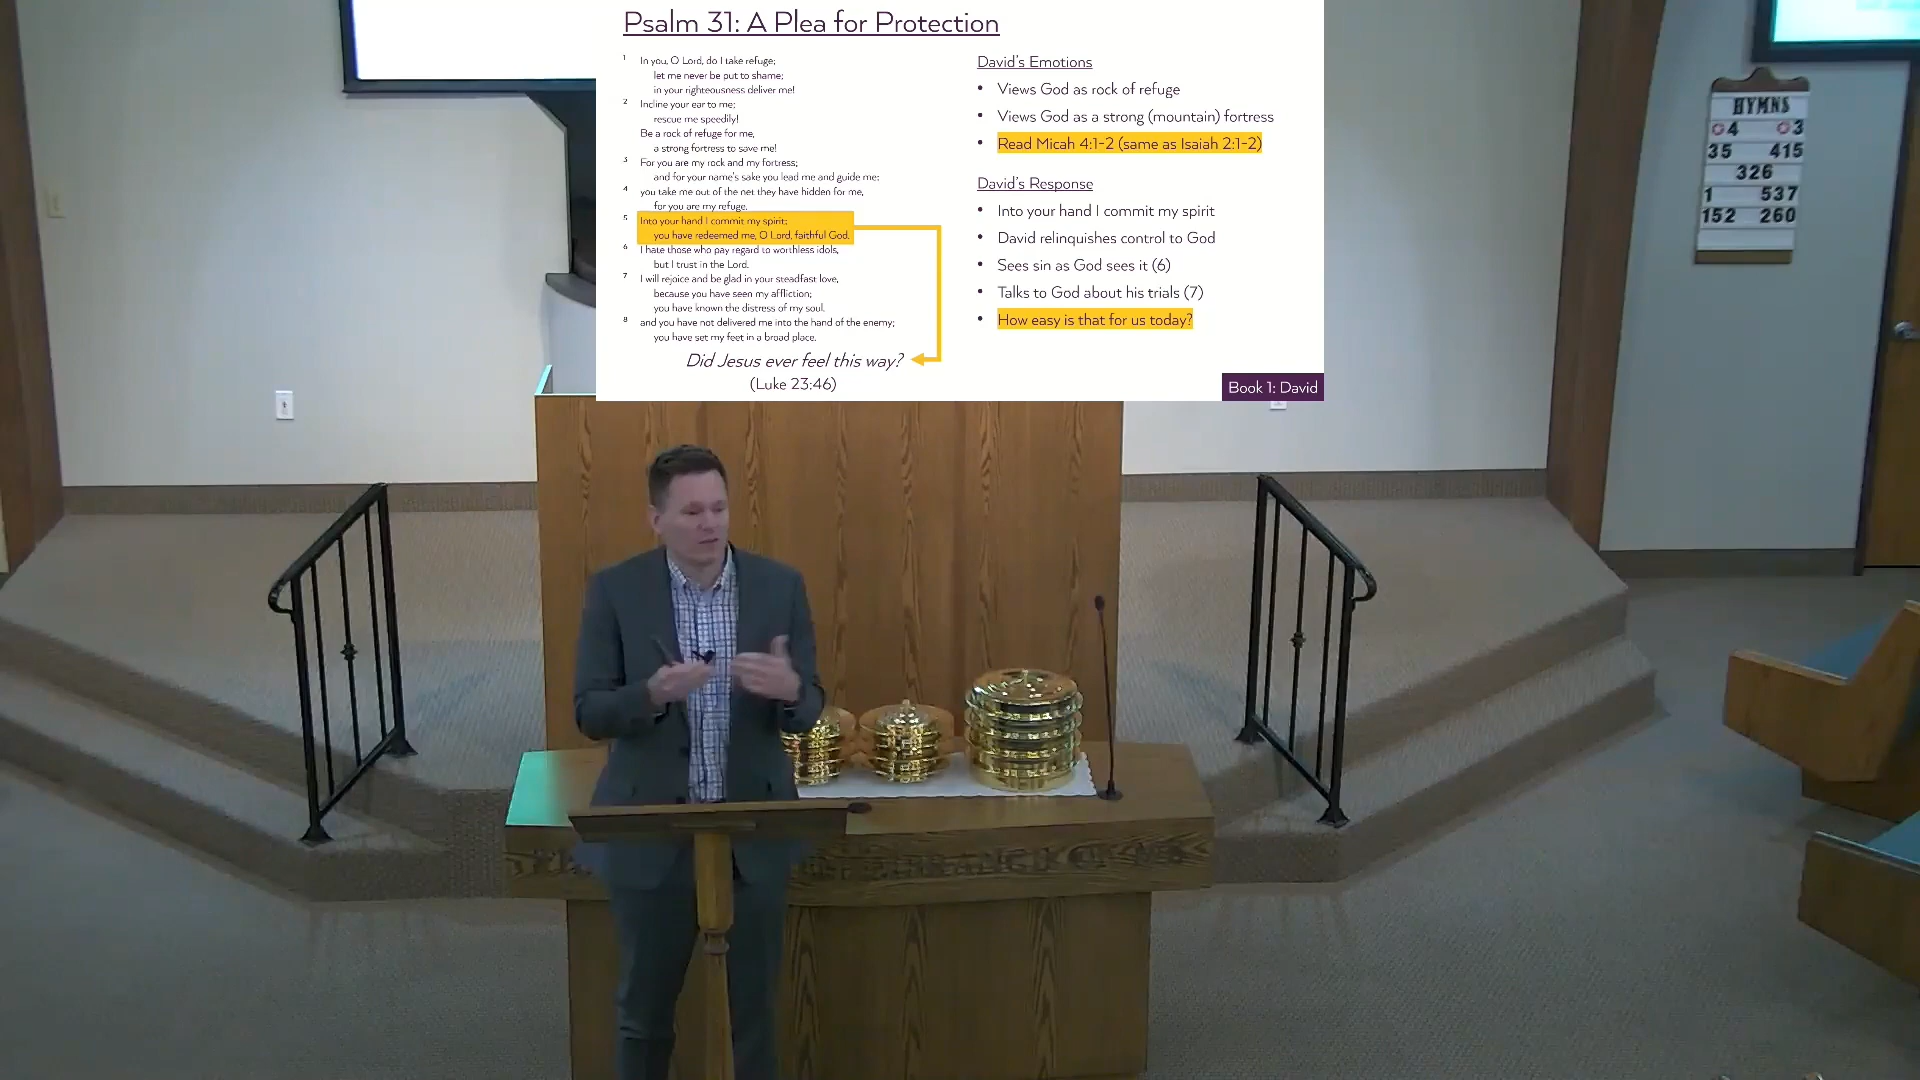 Psalm 31: A Plea for Protection
1 In you, O Lord, do I take refuge;
let me never be put to shame;
in your righteousness deliver me!
2 Incline your ear to me;
rescue me speedily!
Be a rock of refuge for me,
a strong fortress to save me!
3 For you are my rock and my fortress;
and for your name's sake you lead me and guide me;
4 you take me out of the net they have hidden for me,
for you are my refuge.
5 Into your hand I commit my spirit;
you have redeemed me, O Lord, faithful God.
6 I hate those who pay regard to worthless idols,
but I trust in the Lord.
7 I will rejoice and be glad in your steadfast love,
because you have seen my affliction;
you have known the distress of my soul.
8 and you have not delivered me into the hand of the enemy;
you have set my feet in a broad place.
Did Jesus ever feel this way?
(Luke 23:46)
David's Emotions
• Views God as rock of refuge
• Views God as a strong (mountain) fortress
• Read Micah 4:1-2 (same as Isaiah 2:1-2)
David's Response
• Into your hand I commit my spirit
• David relinquishes control to God
• Sees sin as God sees it (6)
• Talks to God about his trials (7)
• How easy is that for us today?
Book 1: David
HYMNS
4 3
35 415
326
1 537
152 260